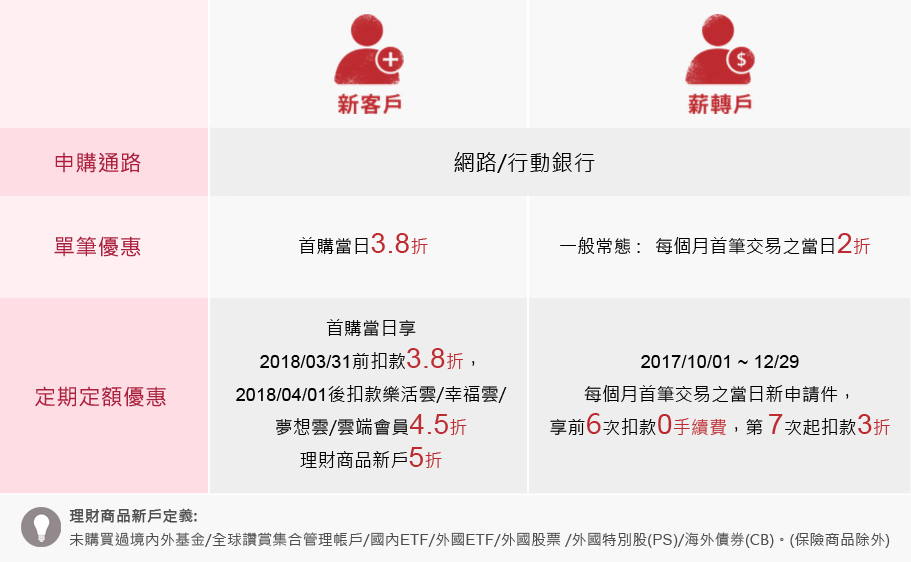 新客戶
薪轉戶
申購通路
網路/行動銀行
單筆優惠
首購當日3.8折
一般常態： 每個月首筆交易之當日2折
定期定額優惠
首購當日享
2018/03/31前扣款3.8折，
2018/04/01後扣款樂活雲/幸福雲/
夢想雲/雲端會員4.5折
理財商品新戶5折
2017/10/01 ~ 12/29
每個月首筆交易之當日新申請件，
享前6次扣款0手續費，第 7次起扣款3折
理財商品新戶定義:
未購買過境內外基金/全球讚賞集合管理帳戶/國內ETF/外國ETF/外國股票 /外國特別股(PS)/海外債券(CB)。(保險商品除外)